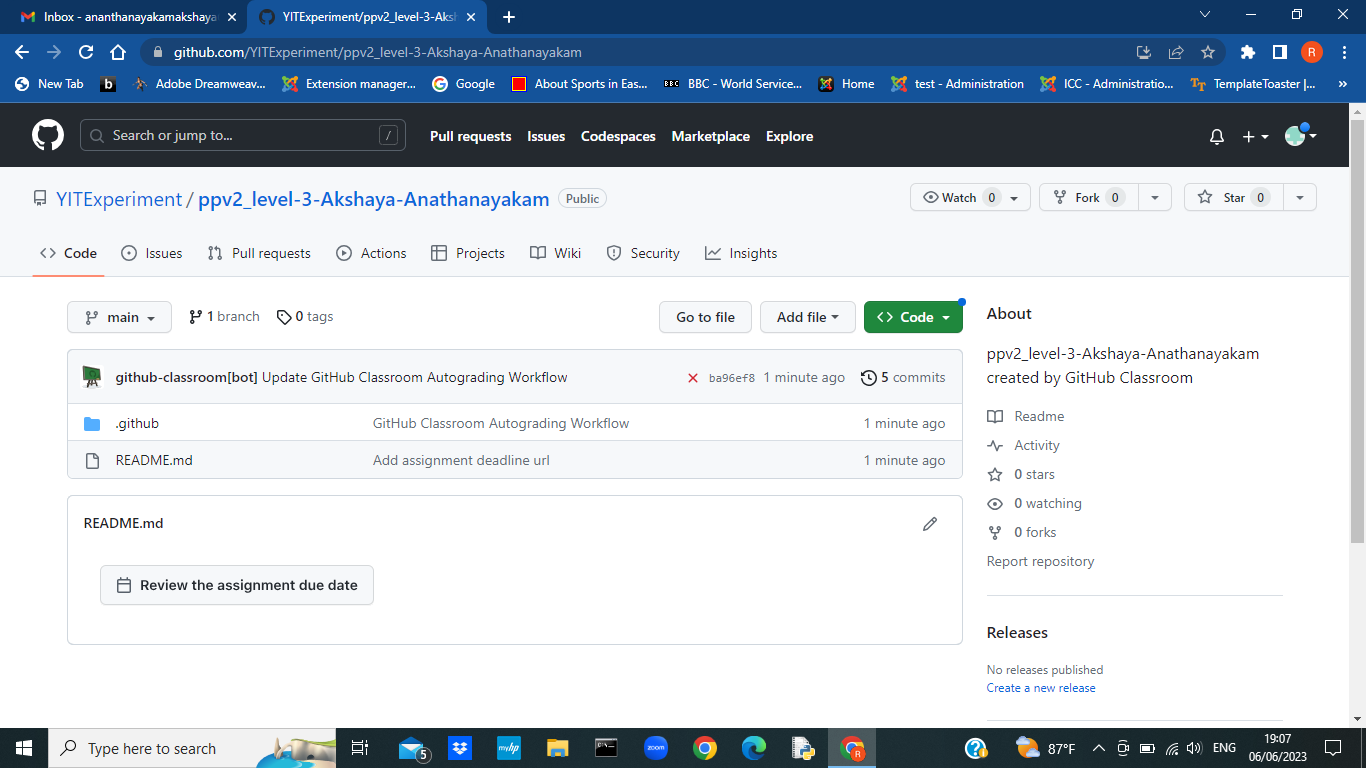 Inbox - ananthanayakamakshaya
YITExperiment/ppv2_level-3-Aksh
github.com/YITExperiment/ppv2_level-3-Akshaya-Anathanayakam
R
New Tab
b
Adobe Dreamweav...
Extension manager...
Google
About Sports in Eas...
BBC
BBC - World Service...
Home
test - Administration
ICC - Administratio...
TemplateToaster |...
»
Search or jump to...
/
Pull requests
Issues
Codespaces
Marketplace
Explore
YITExperiment / ppv2_level-3-Akshaya-Anathanayakam
Public
Watch 0
Fork 0
Star 0
Code
Issues
Pull requests
Actions
Projects
Wiki
Security
Insights
main
1 branch
0 tags
Go to file
Add file
Code
github-classroom[bot] Update GitHub Classroom Autograding Workflow
ba96ef8 1 minute ago
5 commits
.github
GitHub Classroom Autograding Workflow
1 minute ago
README.md
Add assignment deadline url
1 minute ago
README.md
Review the assignment due date
About
ppv2_level-3-Akshaya-Anathanayakam
created by GitHub Classroom
Readme
Activity
0 stars
0 watching
0 forks
Report repository
Releases
No releases published
Create a new release
Type here to search
5
myhp
zoom
R
87°F
ENG
19:07
06/06/2023